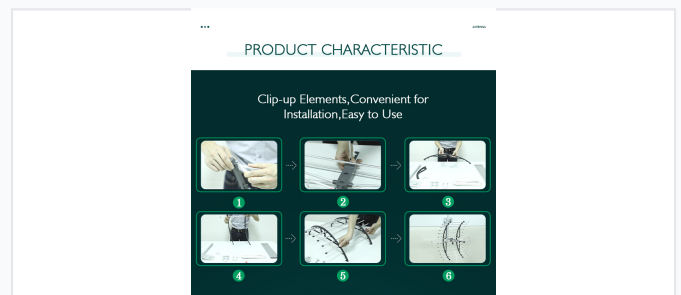 PRODUCT CHARACTERISTIC
Clip-up Elements,Convenient for
Installation,Easy to Use
1
2
3
4
5
6